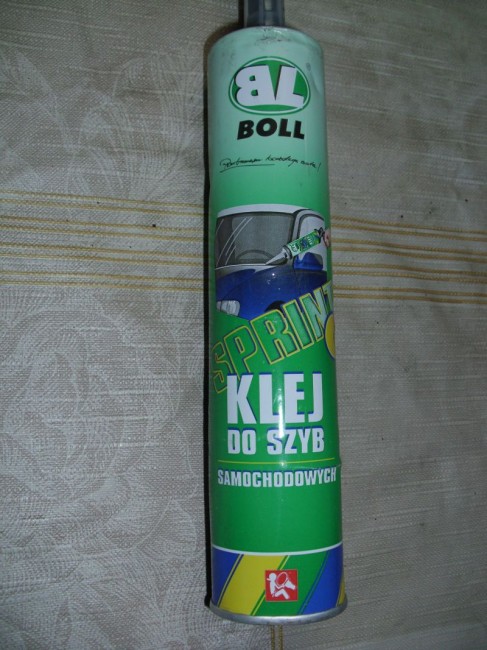 BL
BOLL
SPRINT
KLEJ
DO SZYB
SAMOCHODOWYCH